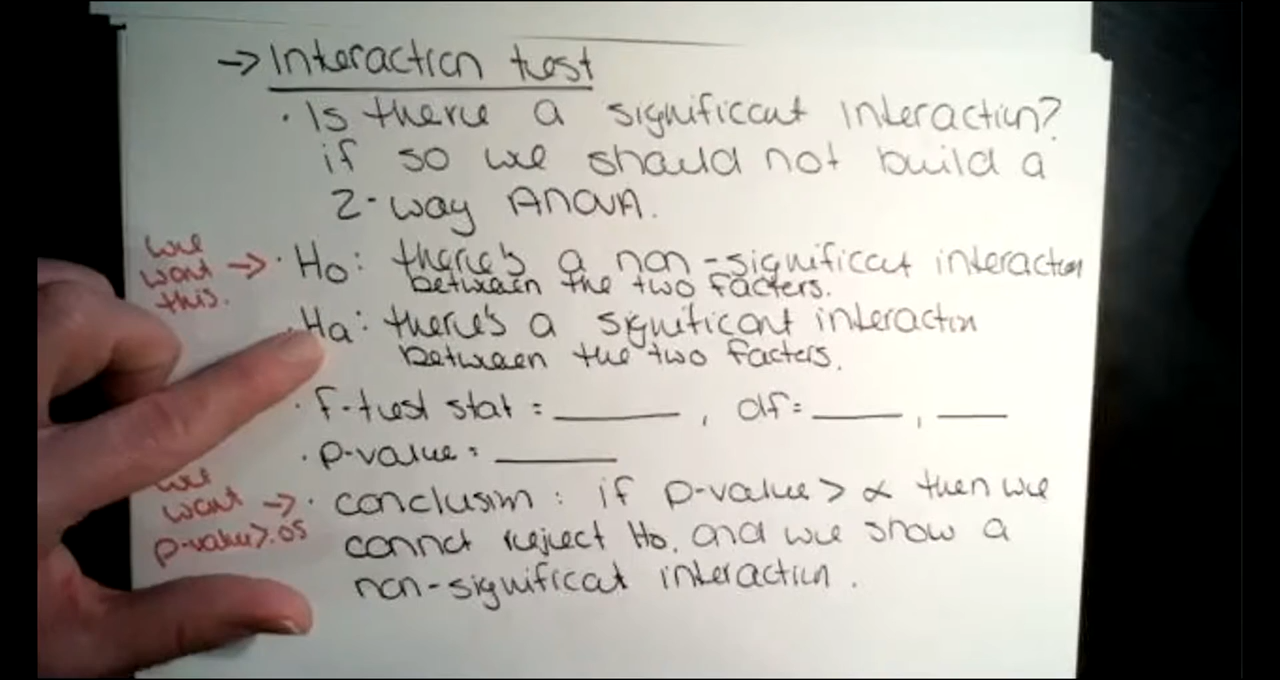 → Interaction test
· Is there a significant interaction?
if so we should not build a
2-way ANOVA.
we want this. → · Ho: there's a non-significant interaction
between the two factors.
· Ha: there's a significant interaction
between the two factors.
· F-test stat = ______ , df = ____ , ____
· p-value = ______
we want p-value > .05 → · conclusion: if p-value > α then we
cannot reject Ho, and we show a
non-significant interaction.